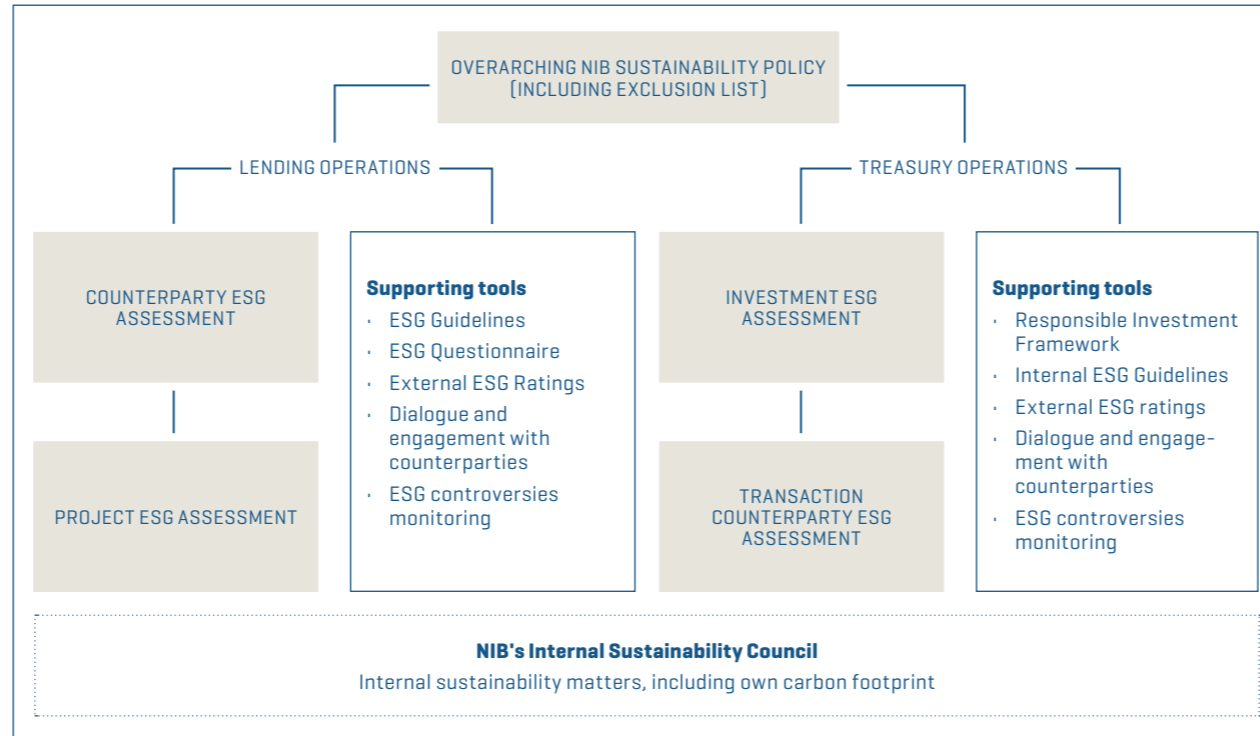 OVERARCHING NIB SUSTAINABILITY POLICY
(INCLUDING EXCLUSION LIST)
LENDING OPERATIONS
TREASURY OPERATIONS
COUNTERPARTY ESG
ASSESSMENT
PROJECT ESG ASSESSMENT
Supporting tools
· ESG Guidelines
· ESG Questionnaire
· External ESG Ratings
· Dialogue and
engagement with
counterparties
· ESG controversies
monitoring
INVESTMENT ESG
ASSESSMENT
TRANSACTION
COUNTERPARTY ESG
ASSESSMENT
Supporting tools
· Responsible Investment
Framework
· Internal ESG Guidelines
· External ESG ratings
· Dialogue and engage-
ment with
counterparties
· ESG controversies
monitoring
NIB's Internal Sustainability Council
Internal sustainability matters, including own carbon footprint